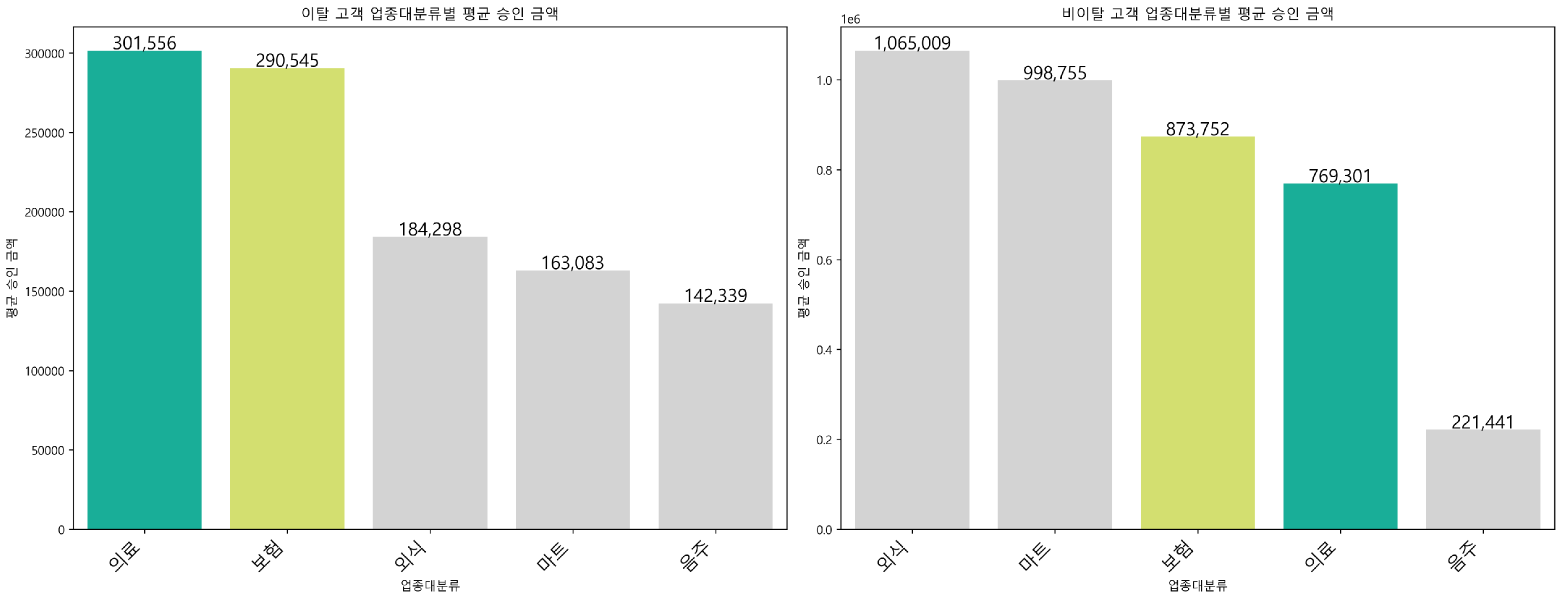 이탈 고객 업종대분류별 평균 승인 금액
301,556
290,545
184,298
163,083
142,339
300000
250000
200000
150000
100000
50000
0
평균 승인 금액
의료
보험
외식
마트
음주
업종대분류
비이탈 고객 업종대분류별 평균 승인 금액
1e6
1,065,009
998,755
873,752
769,301
221,441
1.0
0.8
0.6
0.4
0.2
0.0
평균 승인 금액
외식
마트
보험
의료
음주
업종대분류